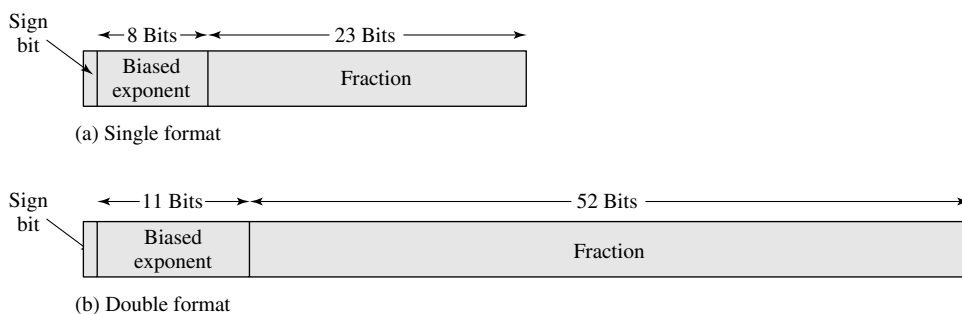 Sign
bit
8 Bits
23 Bits
Biased
exponent
Fraction
(a) Single format
Sign
bit
11 Bits
52 Bits
Biased
exponent
Fraction
(b) Double format